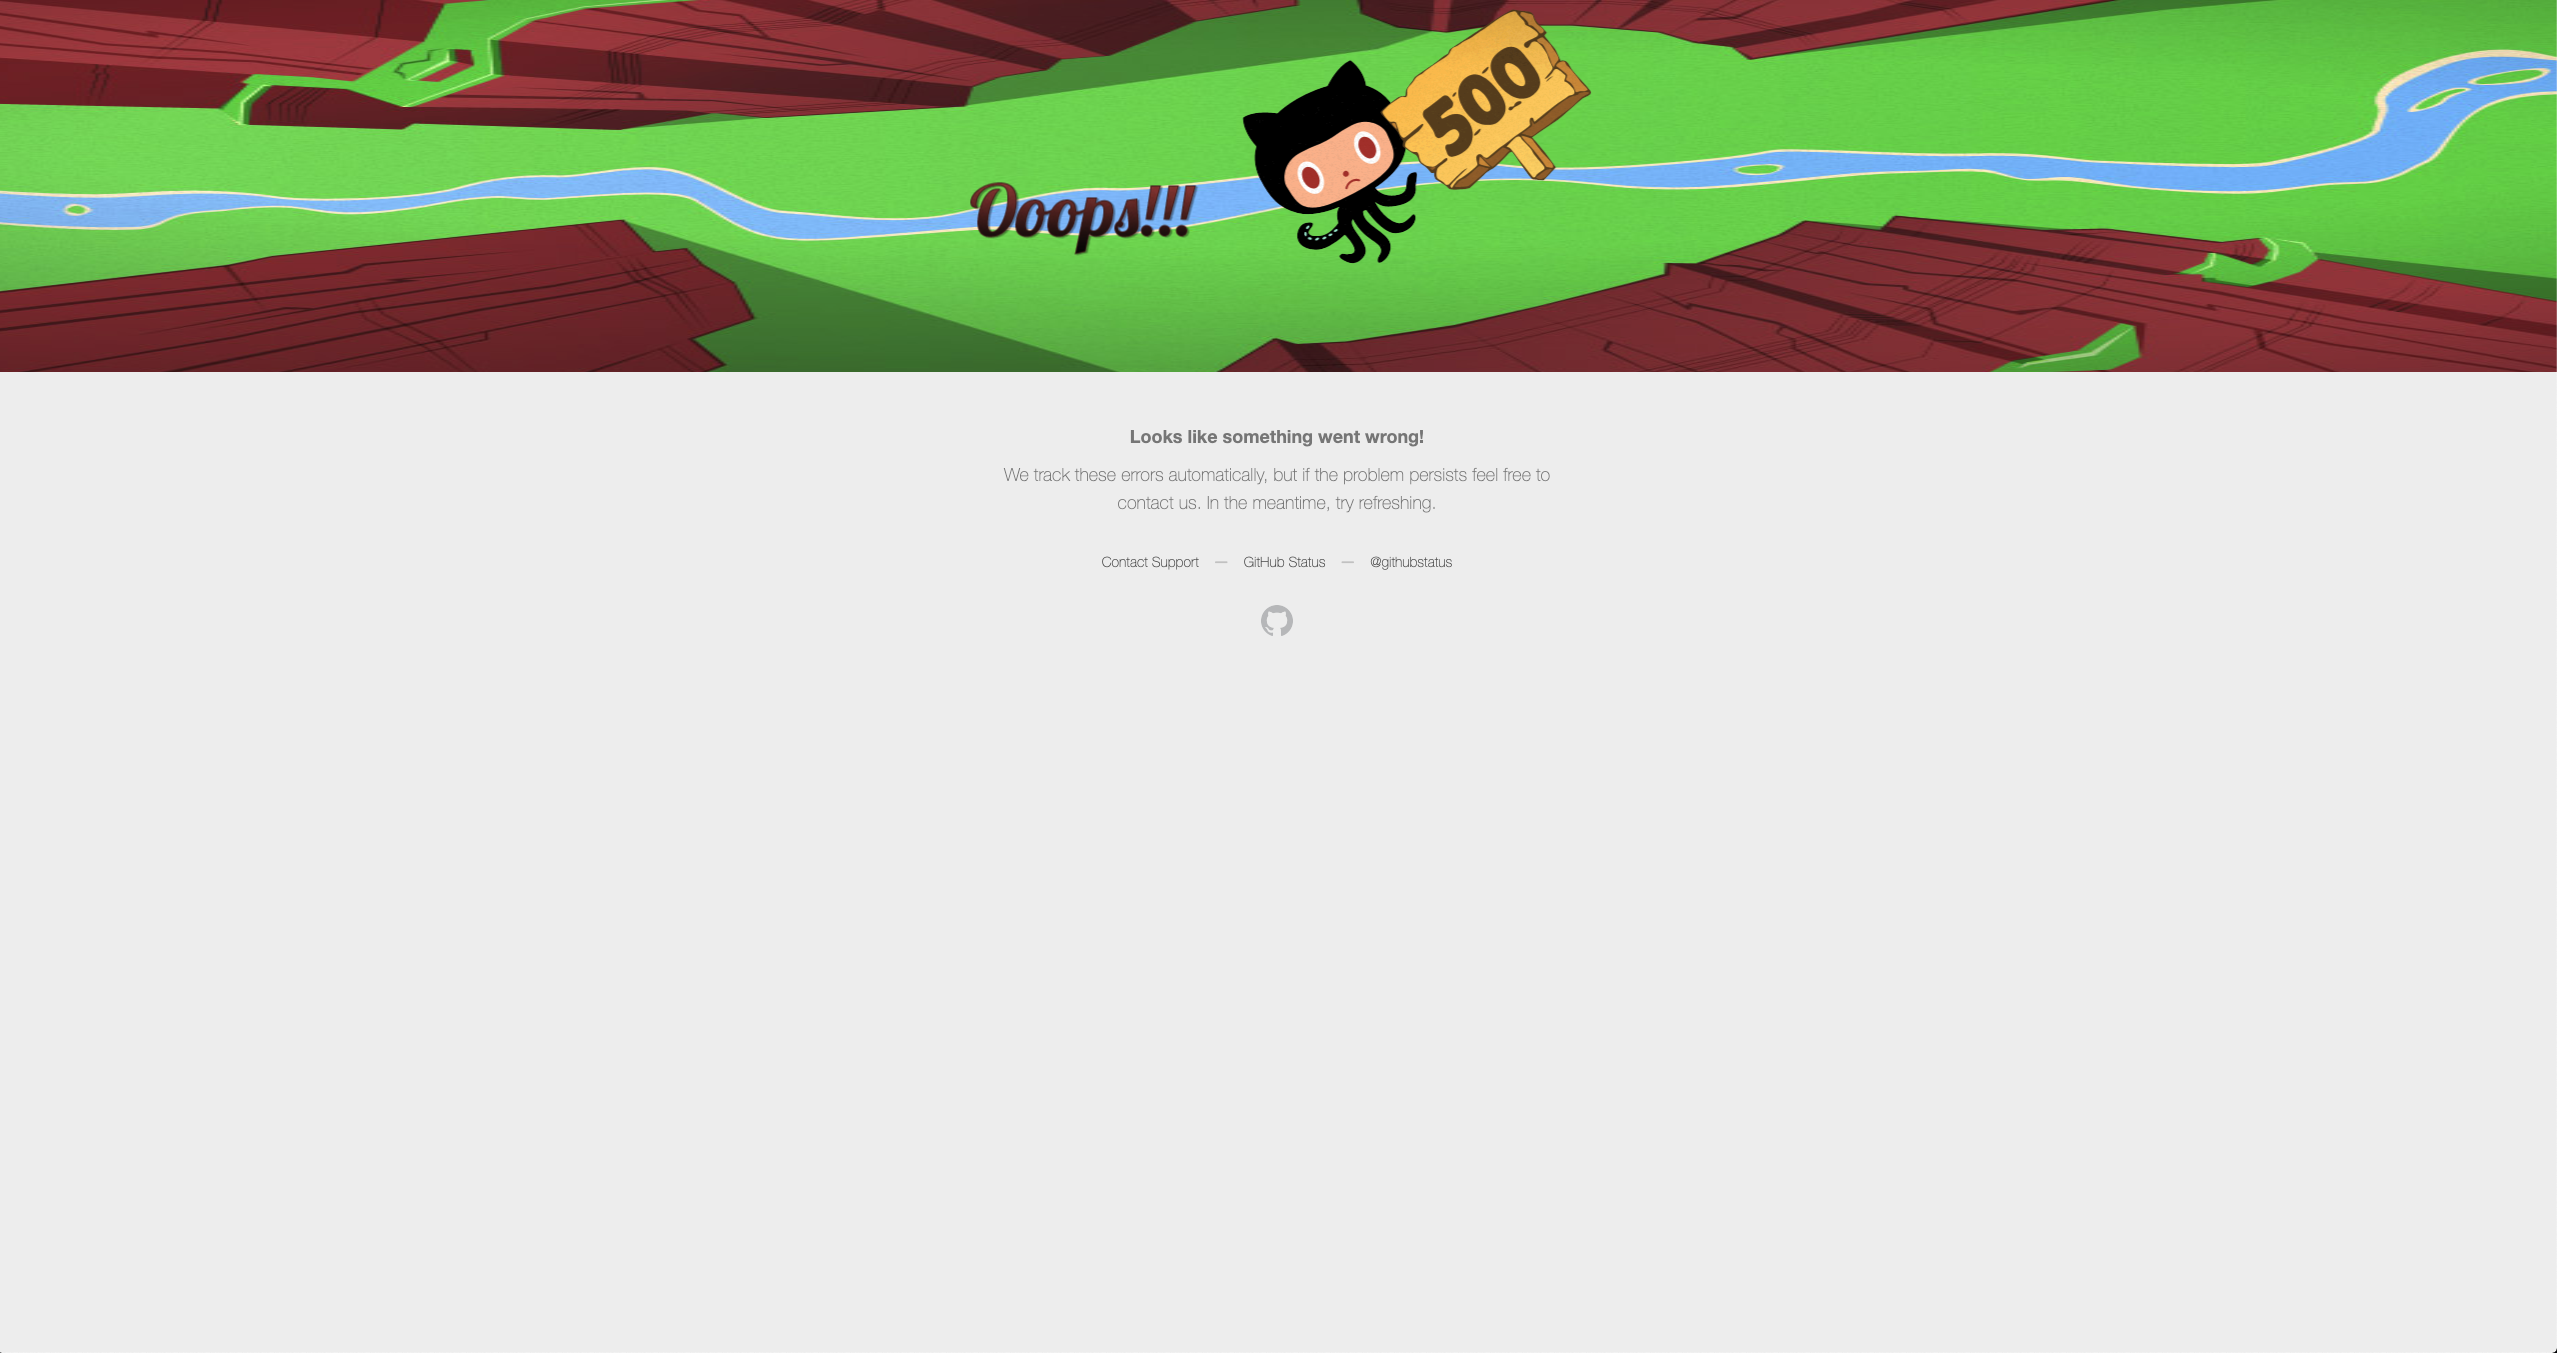 500
Ooops!!!
Looks like something went wrong!
We track these errors automatically, but if the problem persists feel free to
contact us. In the meantime, try refreshing.
Contact Support — GitHub Status — @githubstatus